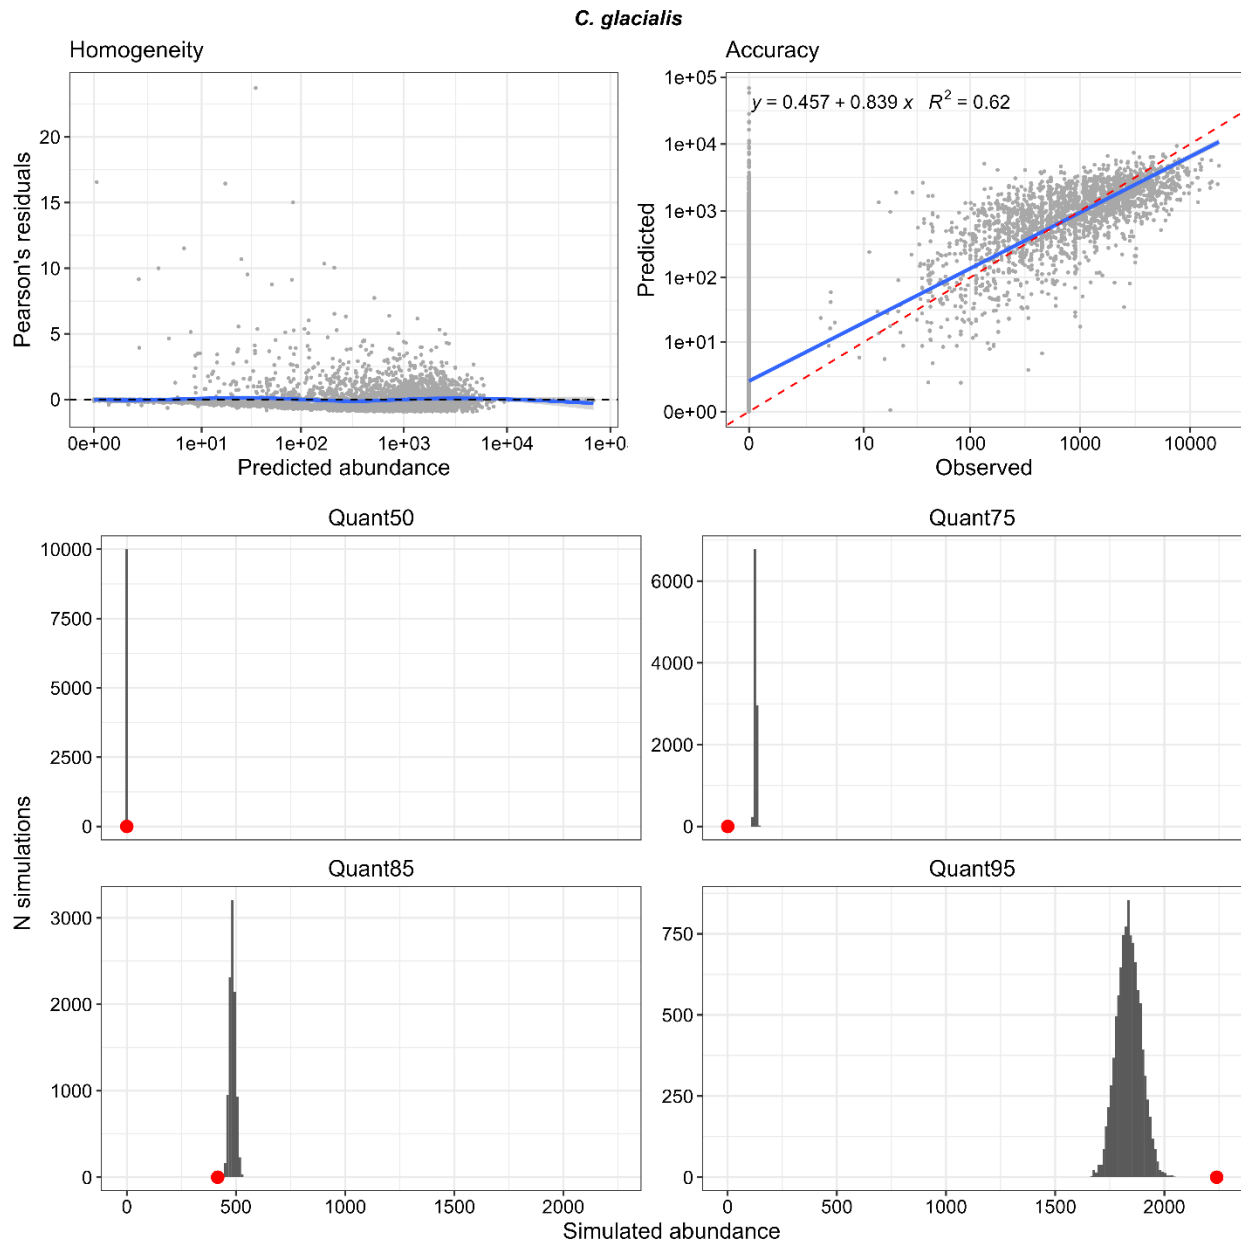 C. glacialis
Homogeneity
Accuracy
Pearson's residuals
20
15
10
5
0
0e+00 1e+01 1e+02 1e+03 1e+04 1e+0
Predicted abundance
Predicted
1e+05
1e+04
1e+03
1e+02
1e+01
0e+00
y = 0.457 + 0.839 x R² = 0.62
0 10 100 1000 10000
Observed
N simulations
Quant50
10000
7500
5000
2500
0
Quant75
6000
4000
2000
0
Quant85
3000
2000
1000
0
0 500 1000 1500 2000
Quant95
750
500
250
0
0 500 1000 1500 2000
Simulated abundance